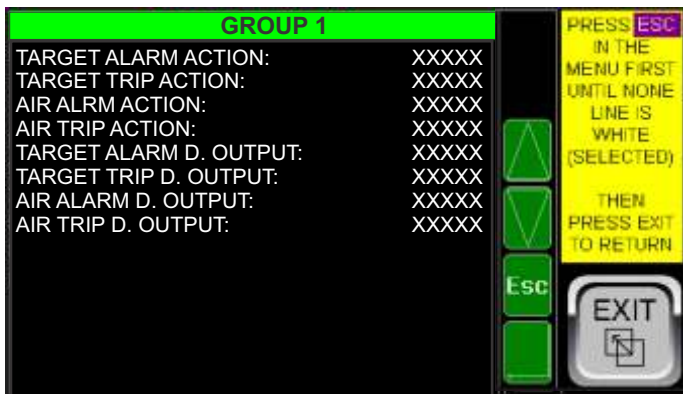 GROUP 1
TARGET ALARM ACTION: XXXXX
TARGET TRIP ACTION: XXXXX
AIR ALRM ACTION: XXXXX
AIR TRIP ACTION: XXXXX
TARGET ALARM D. OUTPUT: XXXXX
TARGET TRIP D. OUTPUT: XXXXX
AIR ALARM D. OUTPUT: XXXXX
AIR TRIP D. OUTPUT: XXXXX
Esc
PRESS ESC
IN THE
MENU FIRST
UNTIL NONE
LINE IS
WHITE
(SELECTED)
THEN
PRESS EXIT
TO RETURN
EXIT